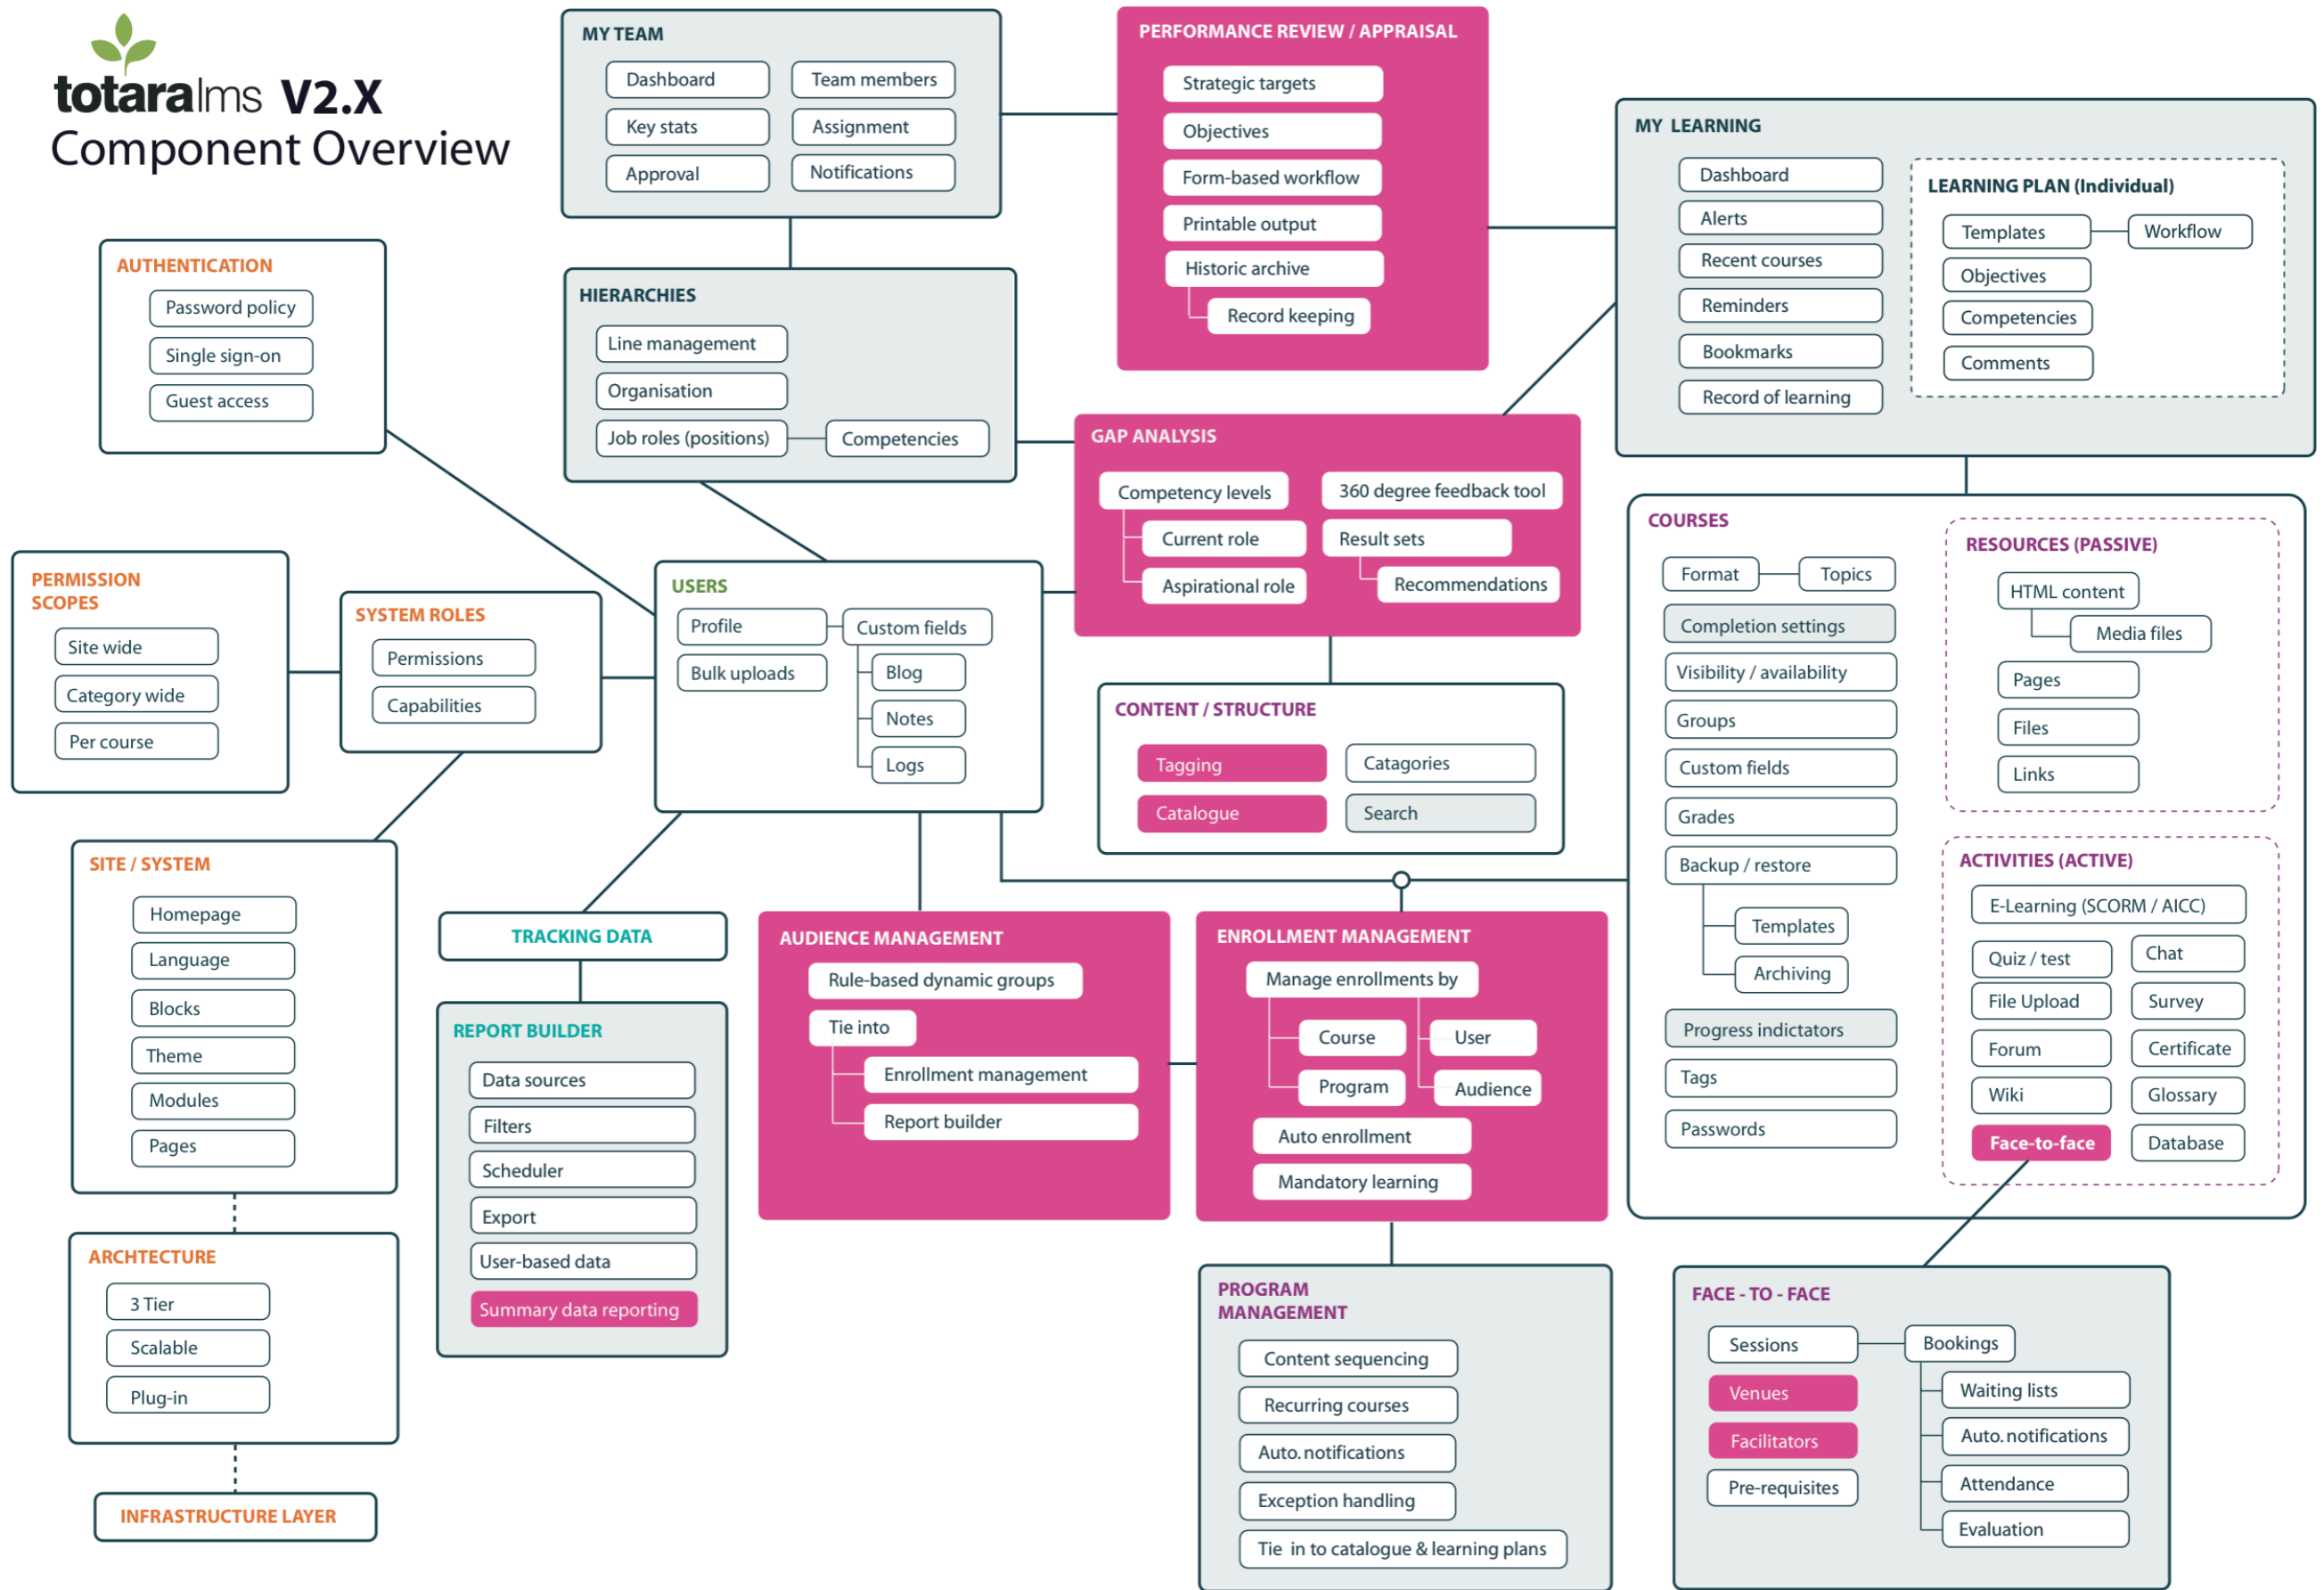 totaralms V2.X
Component Overview
MY TEAM
Dashboard
Team members
Key stats
Assignment
Approval
Notifications
PERFORMANCE REVIEW / APPRAISAL
Strategic targets
Objectives
Form-based workflow
Printable output
Historic archive
Record keeping
MY LEARNING
Dashboard
Alerts
Recent courses
Reminders
Bookmarks
Record of learning
LEARNING PLAN (Individual)
Templates
Workflow
Objectives
Competencies
Comments
AUTHENTICATION
Password policy
Single sign-on
Guest access
HIERARCHIES
Line management
Organisation
Job roles (positions)
Competencies
GAP ANALYSIS
Competency levels
Current role
Aspirational role
360 degree feedback tool
Result sets
Recommendations
PERMISSION
SCOPES
Site wide
Category wide
Per course
SYSTEM ROLES
Permissions
Capabilities
USERS
Profile
Custom fields
Bulk uploads
Blog
Notes
Logs
CONTENT / STRUCTURE
Tagging
Catagories
Catalogue
Search
COURSES
Format
Topics
Completion settings
Visibility / availability
Groups
Custom fields
Grades
Backup / restore
Templates
Archiving
Progress indictators
Tags
Passwords
RESOURCES (PASSIVE)
HTML content
Media files
Pages
Files
Links
ACTIVITIES (ACTIVE)
E-Learning (SCORM / AICC)
Quiz / test
Chat
File Upload
Survey
Forum
Certificate
Wiki
Glossary
Face-to-face
Database
SITE / SYSTEM
Homepage
Language
Blocks
Theme
Modules
Pages
TRACKING DATA
REPORT BUILDER
Data sources
Filters
Scheduler
Export
User-based data
Summary data reporting
AUDIENCE MANAGEMENT
Rule-based dynamic groups
Tie into
Enrollment management
Report builder
ENROLLMENT MANAGEMENT
Manage enrollments by
Course
User
Program
Audience
Auto enrollment
Mandatory learning
ARCHTECTURE
3 Tier
Scalable
Plug-in
INFRASTRUCTURE LAYER
PROGRAM
MANAGEMENT
Content sequencing
Recurring courses
Auto. notifications
Exception handling
Tie in to catalogue & learning plans
FACE - TO - FACE
Sessions
Bookings
Venues
Waiting lists
Facilitators
Auto. notifications
Pre-requisites
Attendance
Evaluation